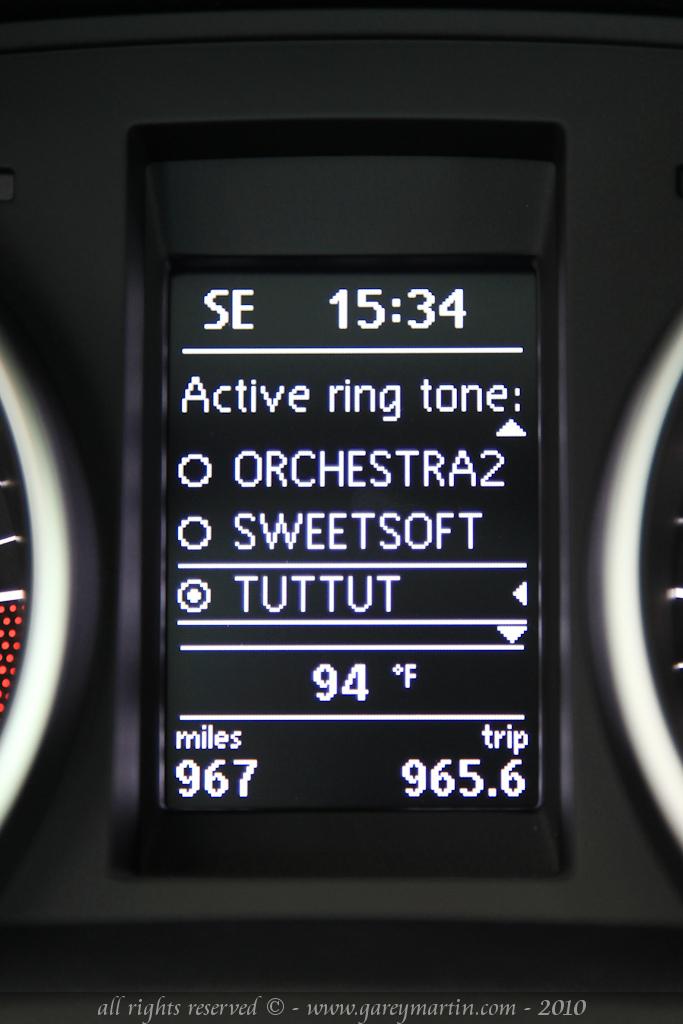 SE 15:34
Active ring tone:
ORCHESTRA2
SWEETSOFT
TUTTUT
94 °F
miles trip
967 965.6
all rights reserved © - www.gareymartin.com - 2010